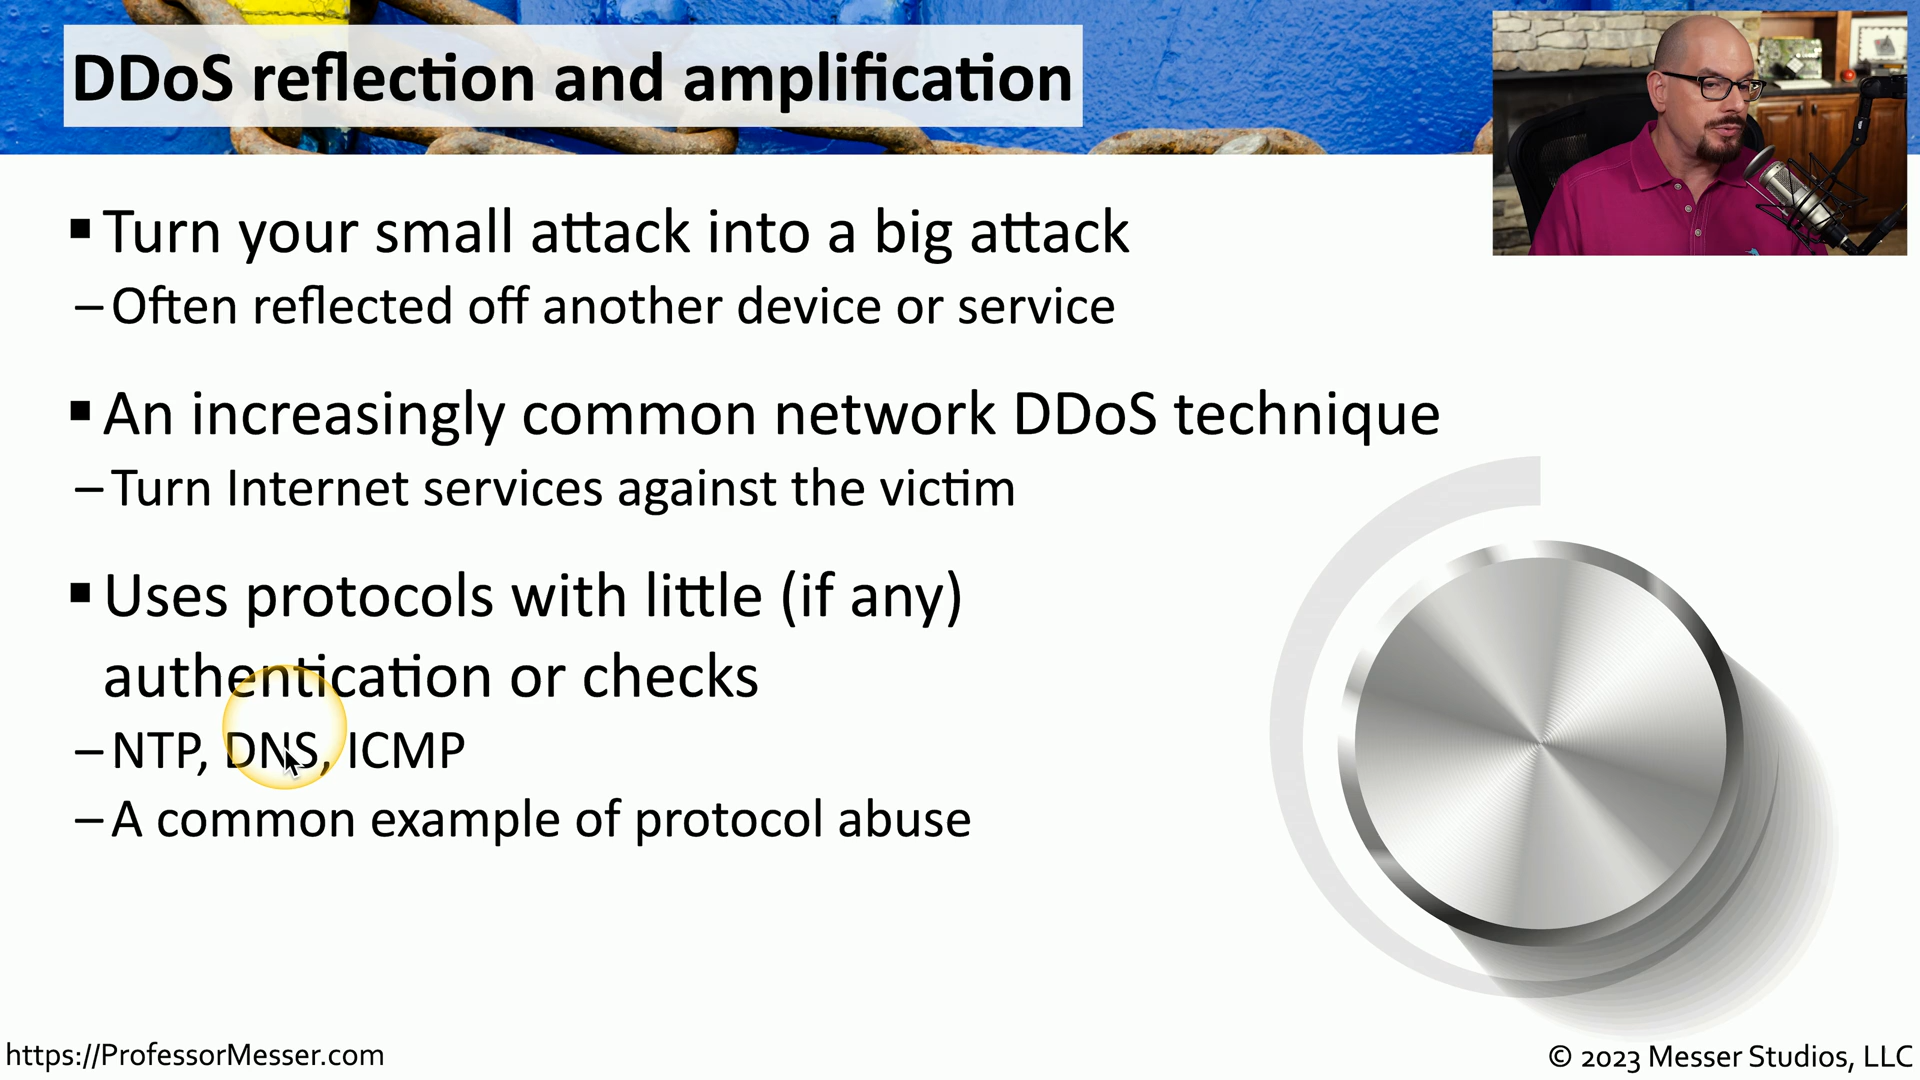 DDoS reflection and amplification
▪ Turn your small attack into a big attack
– Often reflected off another device or service
▪ An increasingly common network DDoS technique
– Turn Internet services against the victim
▪ Uses protocols with little (if any)
authentication or checks
– NTP, DNS, ICMP
– A common example of protocol abuse
https://ProfessorMesser.com
© 2023 Messer Studios, LLC